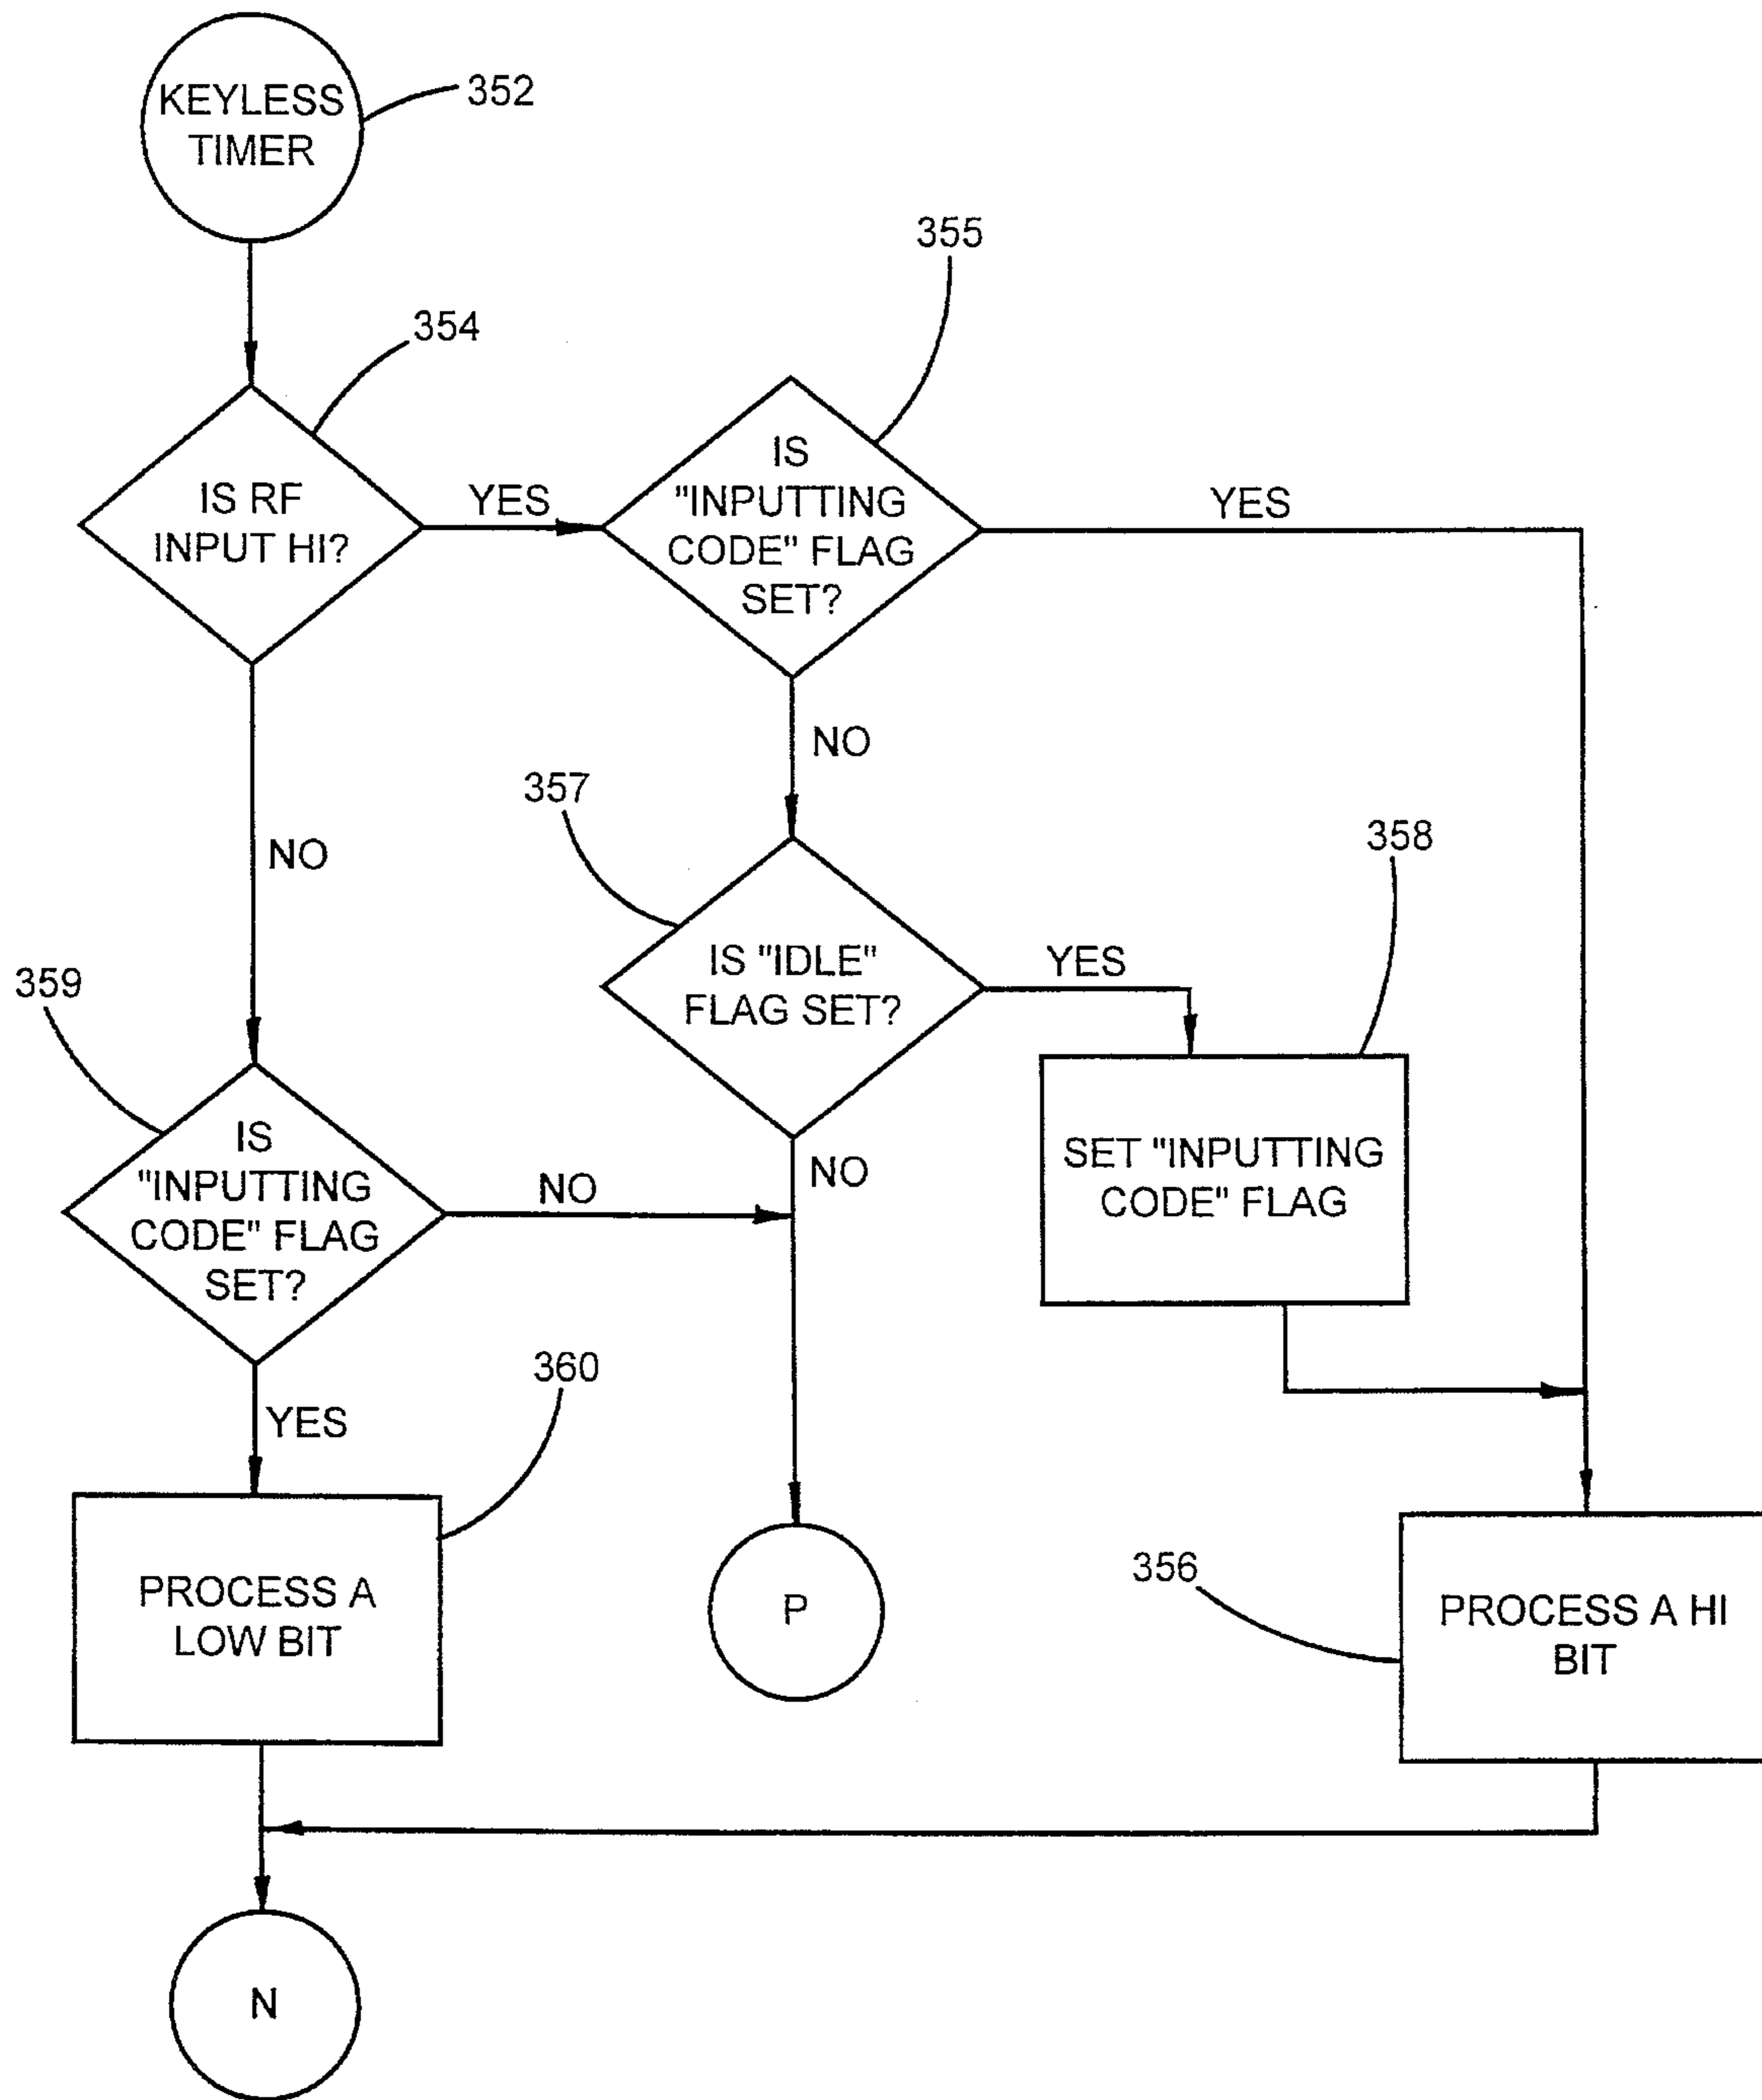 KEYLESS
TIMER
352
354
355
IS RF
INPUT HI?
YES
IS
"INPUTTING
CODE" FLAG
SET?
YES
NO
NO
357
358
359
IS "IDLE"
FLAG SET?
YES
IS
"INPUTTING
CODE" FLAG
SET?
NO
NO
SET "INPUTTING
CODE" FLAG
YES
360
356
PROCESS A
LOW BIT
P
PROCESS A HI
BIT
N